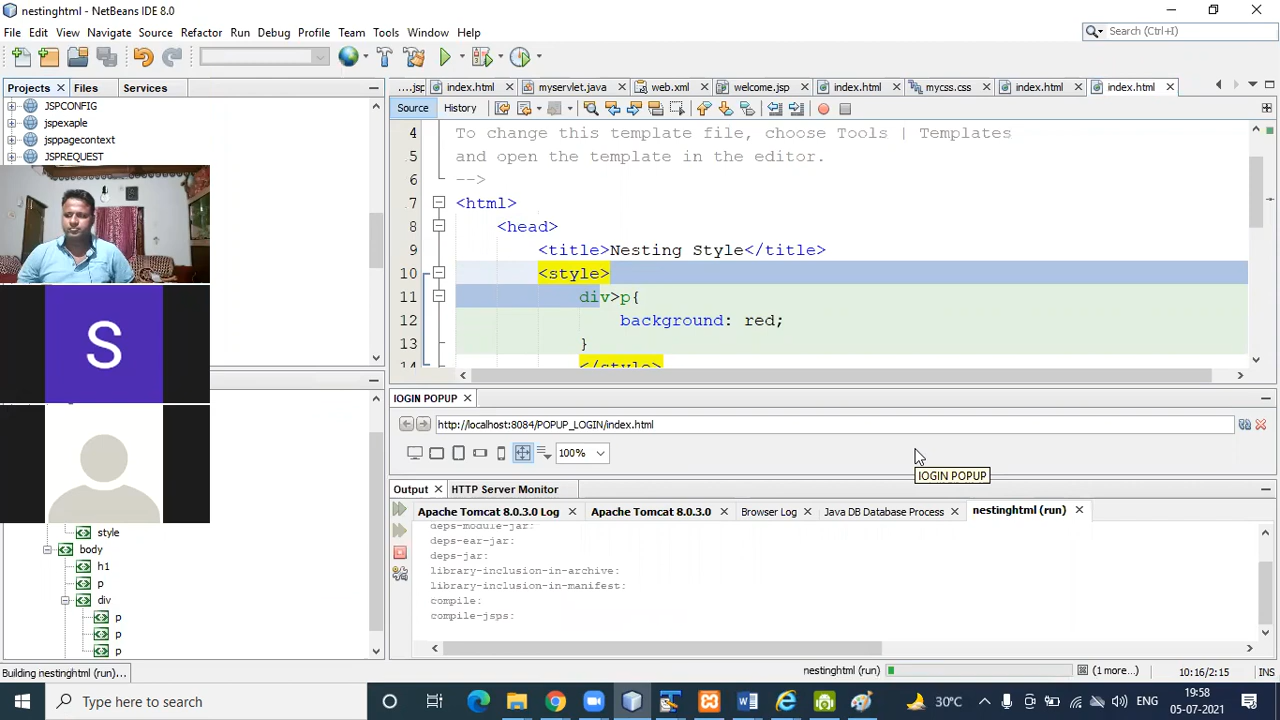 nestinghtml - NetBeans IDE 8.0
File Edit View Navigate Source Refactor Run Debug Profile Team Tools Window Help
Search (Ctrl+I)
Projects Files Services
JSPCONFIG
jspexaple
jsppagecontext
JSPREQUEST
....jsp index.html myservlet.java web.xml welcome.jsp index.html mycss.css index.html index.html
Source History
4 To change this template file, choose Tools | Templates
5 and open the template in the editor.
6 -->
7 <html>
8 <head>
9 <title>Nesting Style</title>
10 <style>
11 div>p{
12 background: red;
13 }
14 </style>
S
IOGIN POPUP
http://localhost:8084/POPUP_LOGIN/index.html
100%
IOGIN POPUP
Output HTTP Server Monitor
Apache Tomcat 8.0.3.0 Log Apache Tomcat 8.0.3.0 Browser Log Java DB Database Process nestinghtml (run)
deps-module-jar:
deps-ear-jar:
deps-jar:
library-inclusion-in-archive:
library-inclusion-in-manifest:
compile:
compile-jsps:
style
body
h1
p
div
p
p
p
Building nestinghtml (run)...
nestinghtml (run) (1 more...) 10:16/2:15 INS
Type here to search
30°C ENG 19:58
05-07-2021